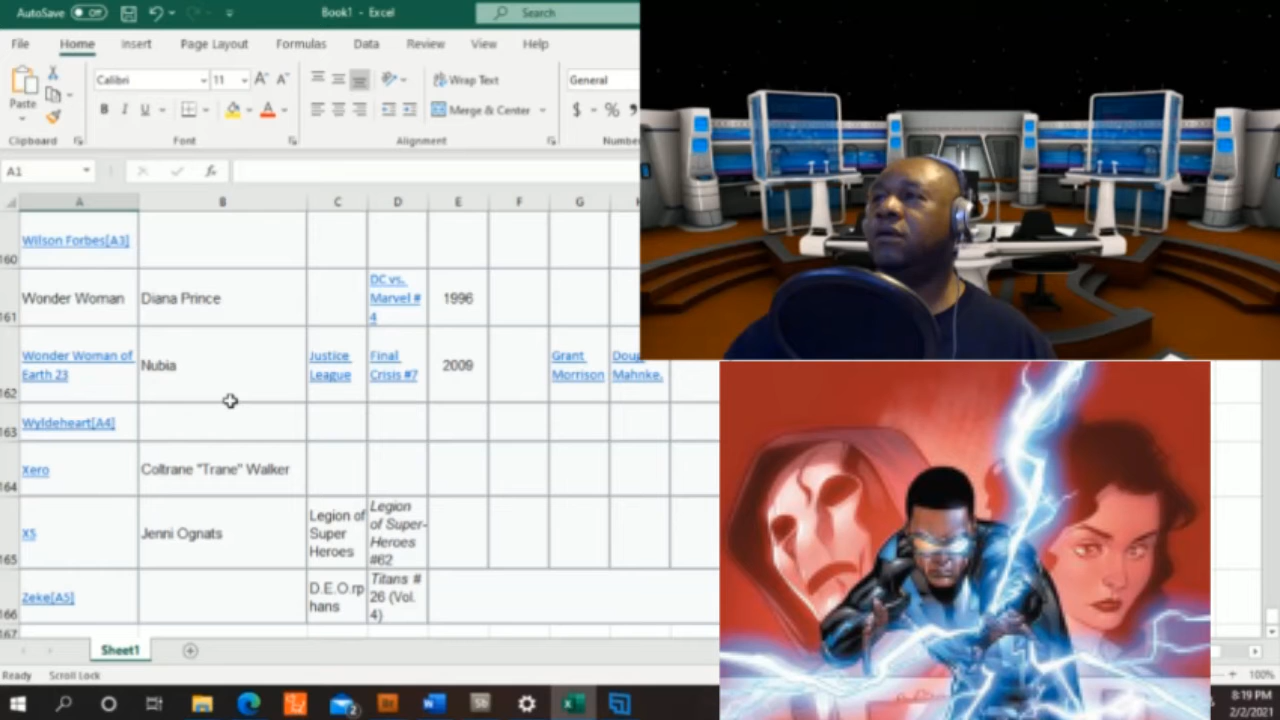 AutoSave Off Book1 - Excel Search
File Home Insert Page Layout Formulas Data Review View Help
Paste Calibri 11 Wrap Text General
B I U Merge & Center $ %
Clipboard Font Alignment Numbe
A1
A B C D E F G H
160 Wilson Forbes[A3]
161 Wonder Woman Diana Prince DC vs. Marvel # 4 1996
162 Wonder Woman of Earth 23 Nubia Justice League Final Crisis #7 2009 Grant Morrison Doug Mahnke.
163 Wyldeheart[A4]
164 Xero Coltrane "Trane" Walker
165 XS Jenni Ognats Legion of Super Heroes Legion of Super-Heroes #62
166 Zeke[A5] D.E.O.rphans Titans # 26 (Vol. 4)
167
Sheet1
Ready Scroll Lock 100%
8:19 PM
2/2/2021